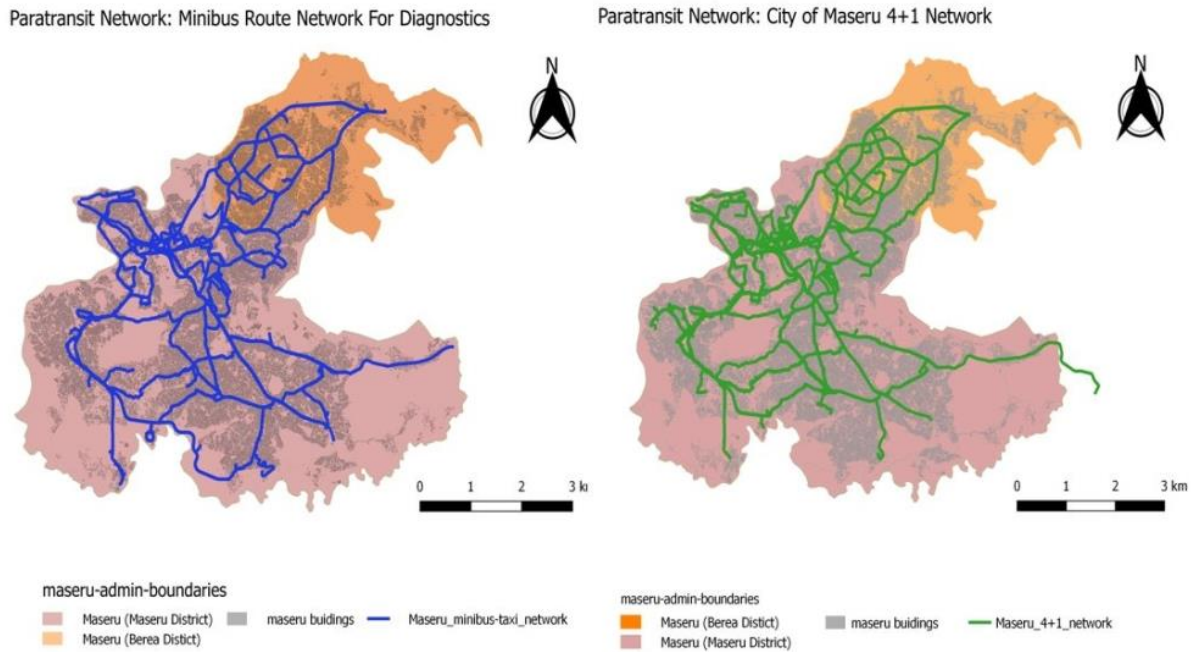 Paratransit Network: Minibus Route Network For Diagnostics
Paratransit Network: City of Maseru 4+1 Network
N
N
0 1 2 3 k
0 1 2 3 km
maseru-admin-boundaries
Maseru (Maseru District)
Maseru (Berea Distict)
maseru buidings
Maseru_minibus-taxi_network
maseru-admin-boundaries
Maseru (Berea Distict)
Maseru (Maseru District)
maseru buidings
Maseru_4+1_network